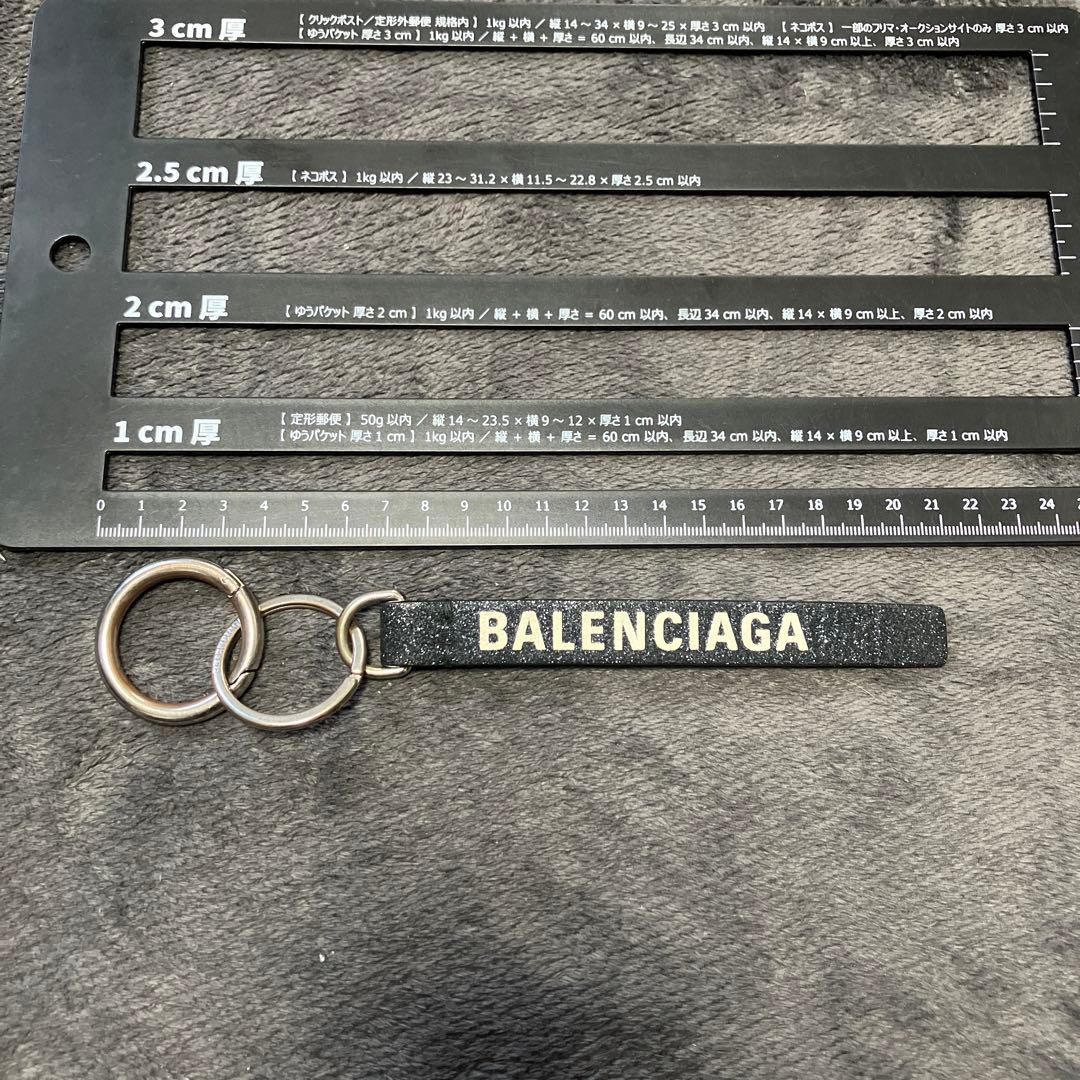 3 cm 厚
【 クリックポスト／定形外郵便 規格内 】 1kg 以内 ／ 縦 14 ～ 34 × 横 9 ～ 25 × 厚さ 3 cm 以内 【 ネコポス 】 一部のフリマ・オークションサイトのみ 厚さ 3 cm 以内
【 ゆうパケット 厚さ 3 cm 】 1kg 以内 ／ 縦 + 横 + 厚さ = 60 cm 以内、長辺 34 cm 以内、縦 14 × 横 9 cm 以上、厚さ 3 cm 以内
2.5 cm 厚
【 ネコポス 】 1kg 以内 ／ 縦 23 ～ 31.2 × 横 11.5 ～ 22.8 × 厚さ 2.5 cm 以内
2 cm 厚
【 ゆうパケット 厚さ 2 cm 】 1kg 以内 ／ 縦 + 横 + 厚さ = 60 cm 以内、長辺 34 cm 以内、縦 14 × 横 9 cm 以上、厚さ 2 cm 以内
1 cm 厚
【 定形郵便 】 50g 以内 ／ 縦 14 ～ 23.5 × 横 9 ～ 12 × 厚さ 1 cm 以内
【 ゆうパケット 厚さ 1 cm 】 1kg 以内 ／ 縦 + 横 + 厚さ = 60 cm 以内、長辺 34 cm 以内、縦 14 × 横 9 cm 以上、厚さ 1 cm 以内
0 1 2 3 4 5 6 7 8 9 10 11 12 13 14 15 16 17 18 19 20 21 22 23 24
BALENCIAGA